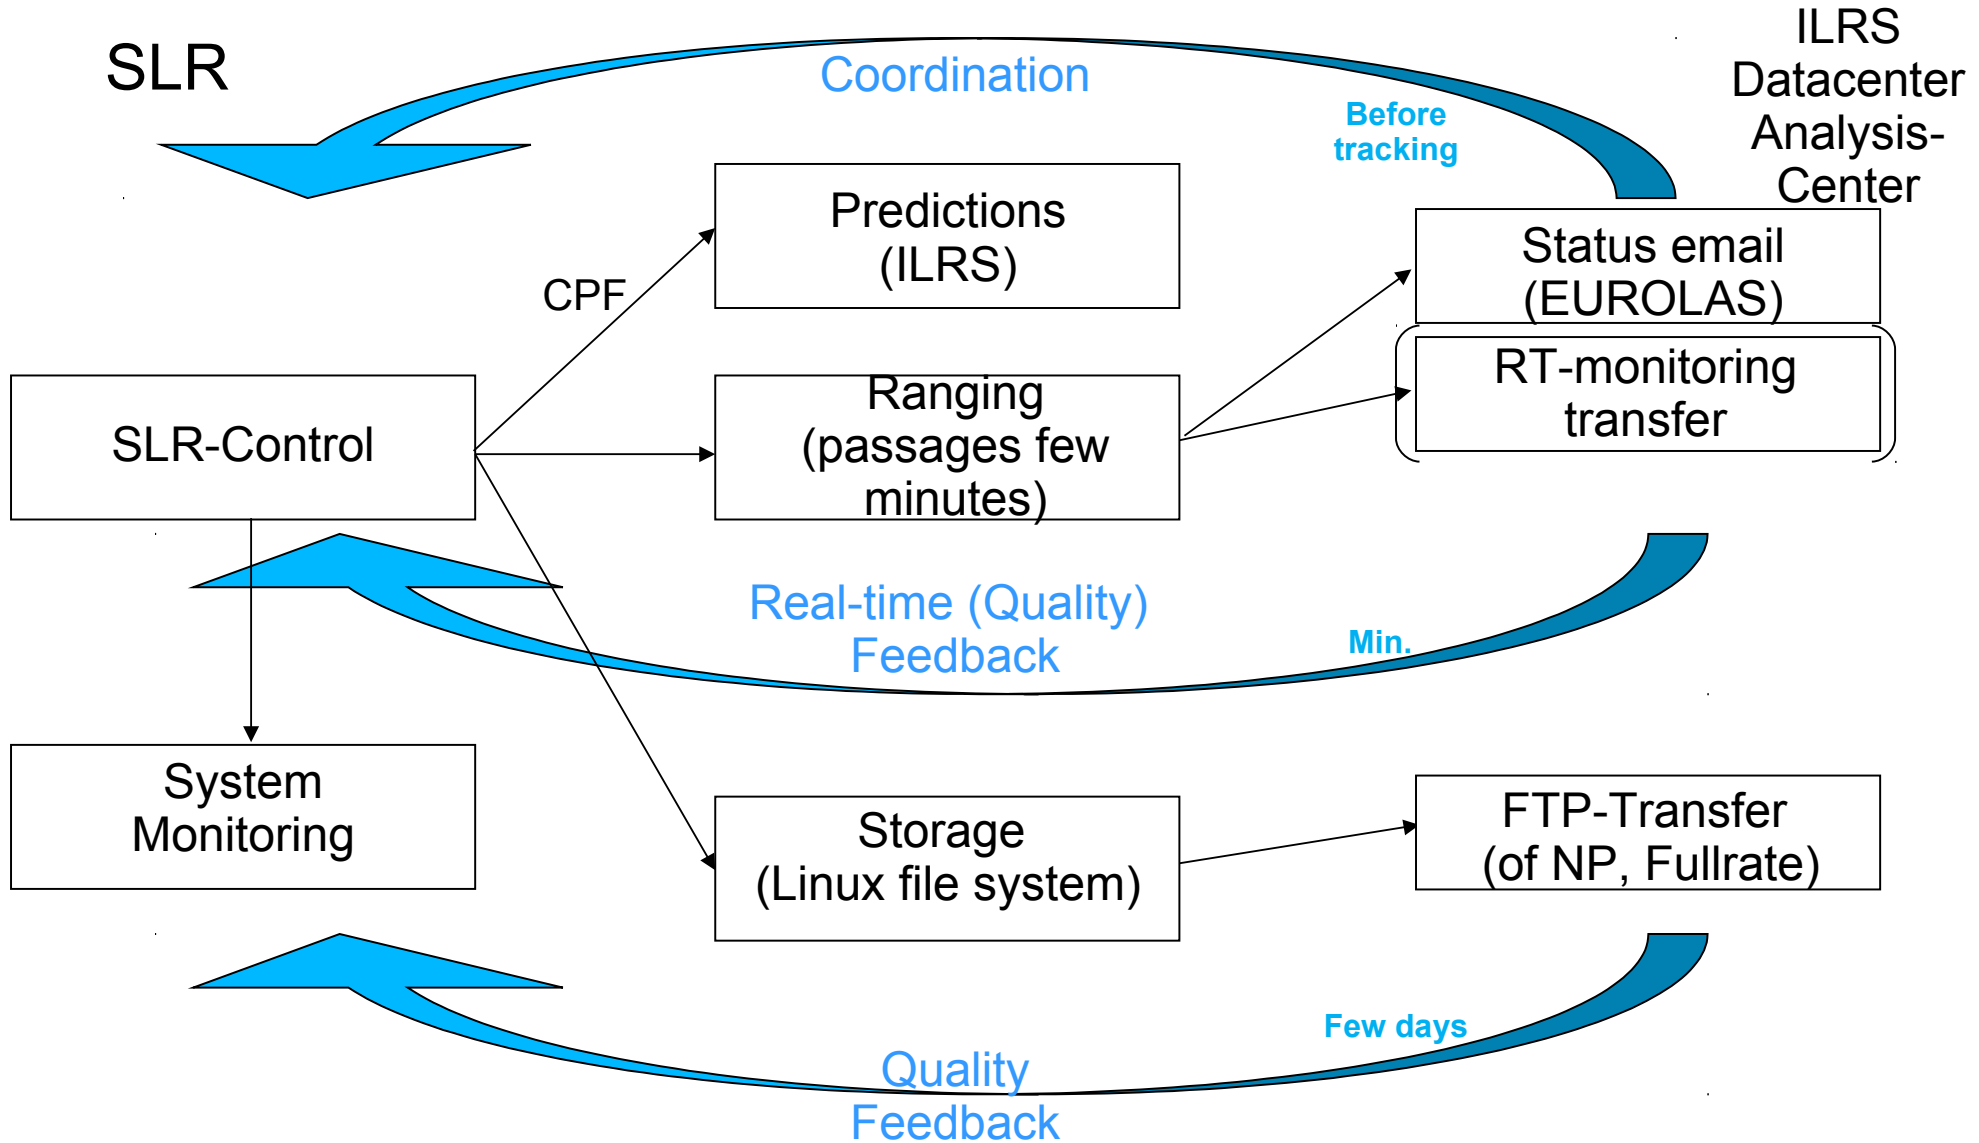 SLR
Coordination
ILRS
Datacenter
Analysis-
Center
Before
tracking
Predictions
(ILRS)
Status email
(EUROLAS)
CPF
RT-monitoring
transfer
SLR-Control
Ranging
(passages few
minutes)
Real-time (Quality)
Feedback
Min.
System
Monitoring
Storage
(Linux file system)
FTP-Transfer
(of NP, Fullrate)
Few days
Quality
Feedback